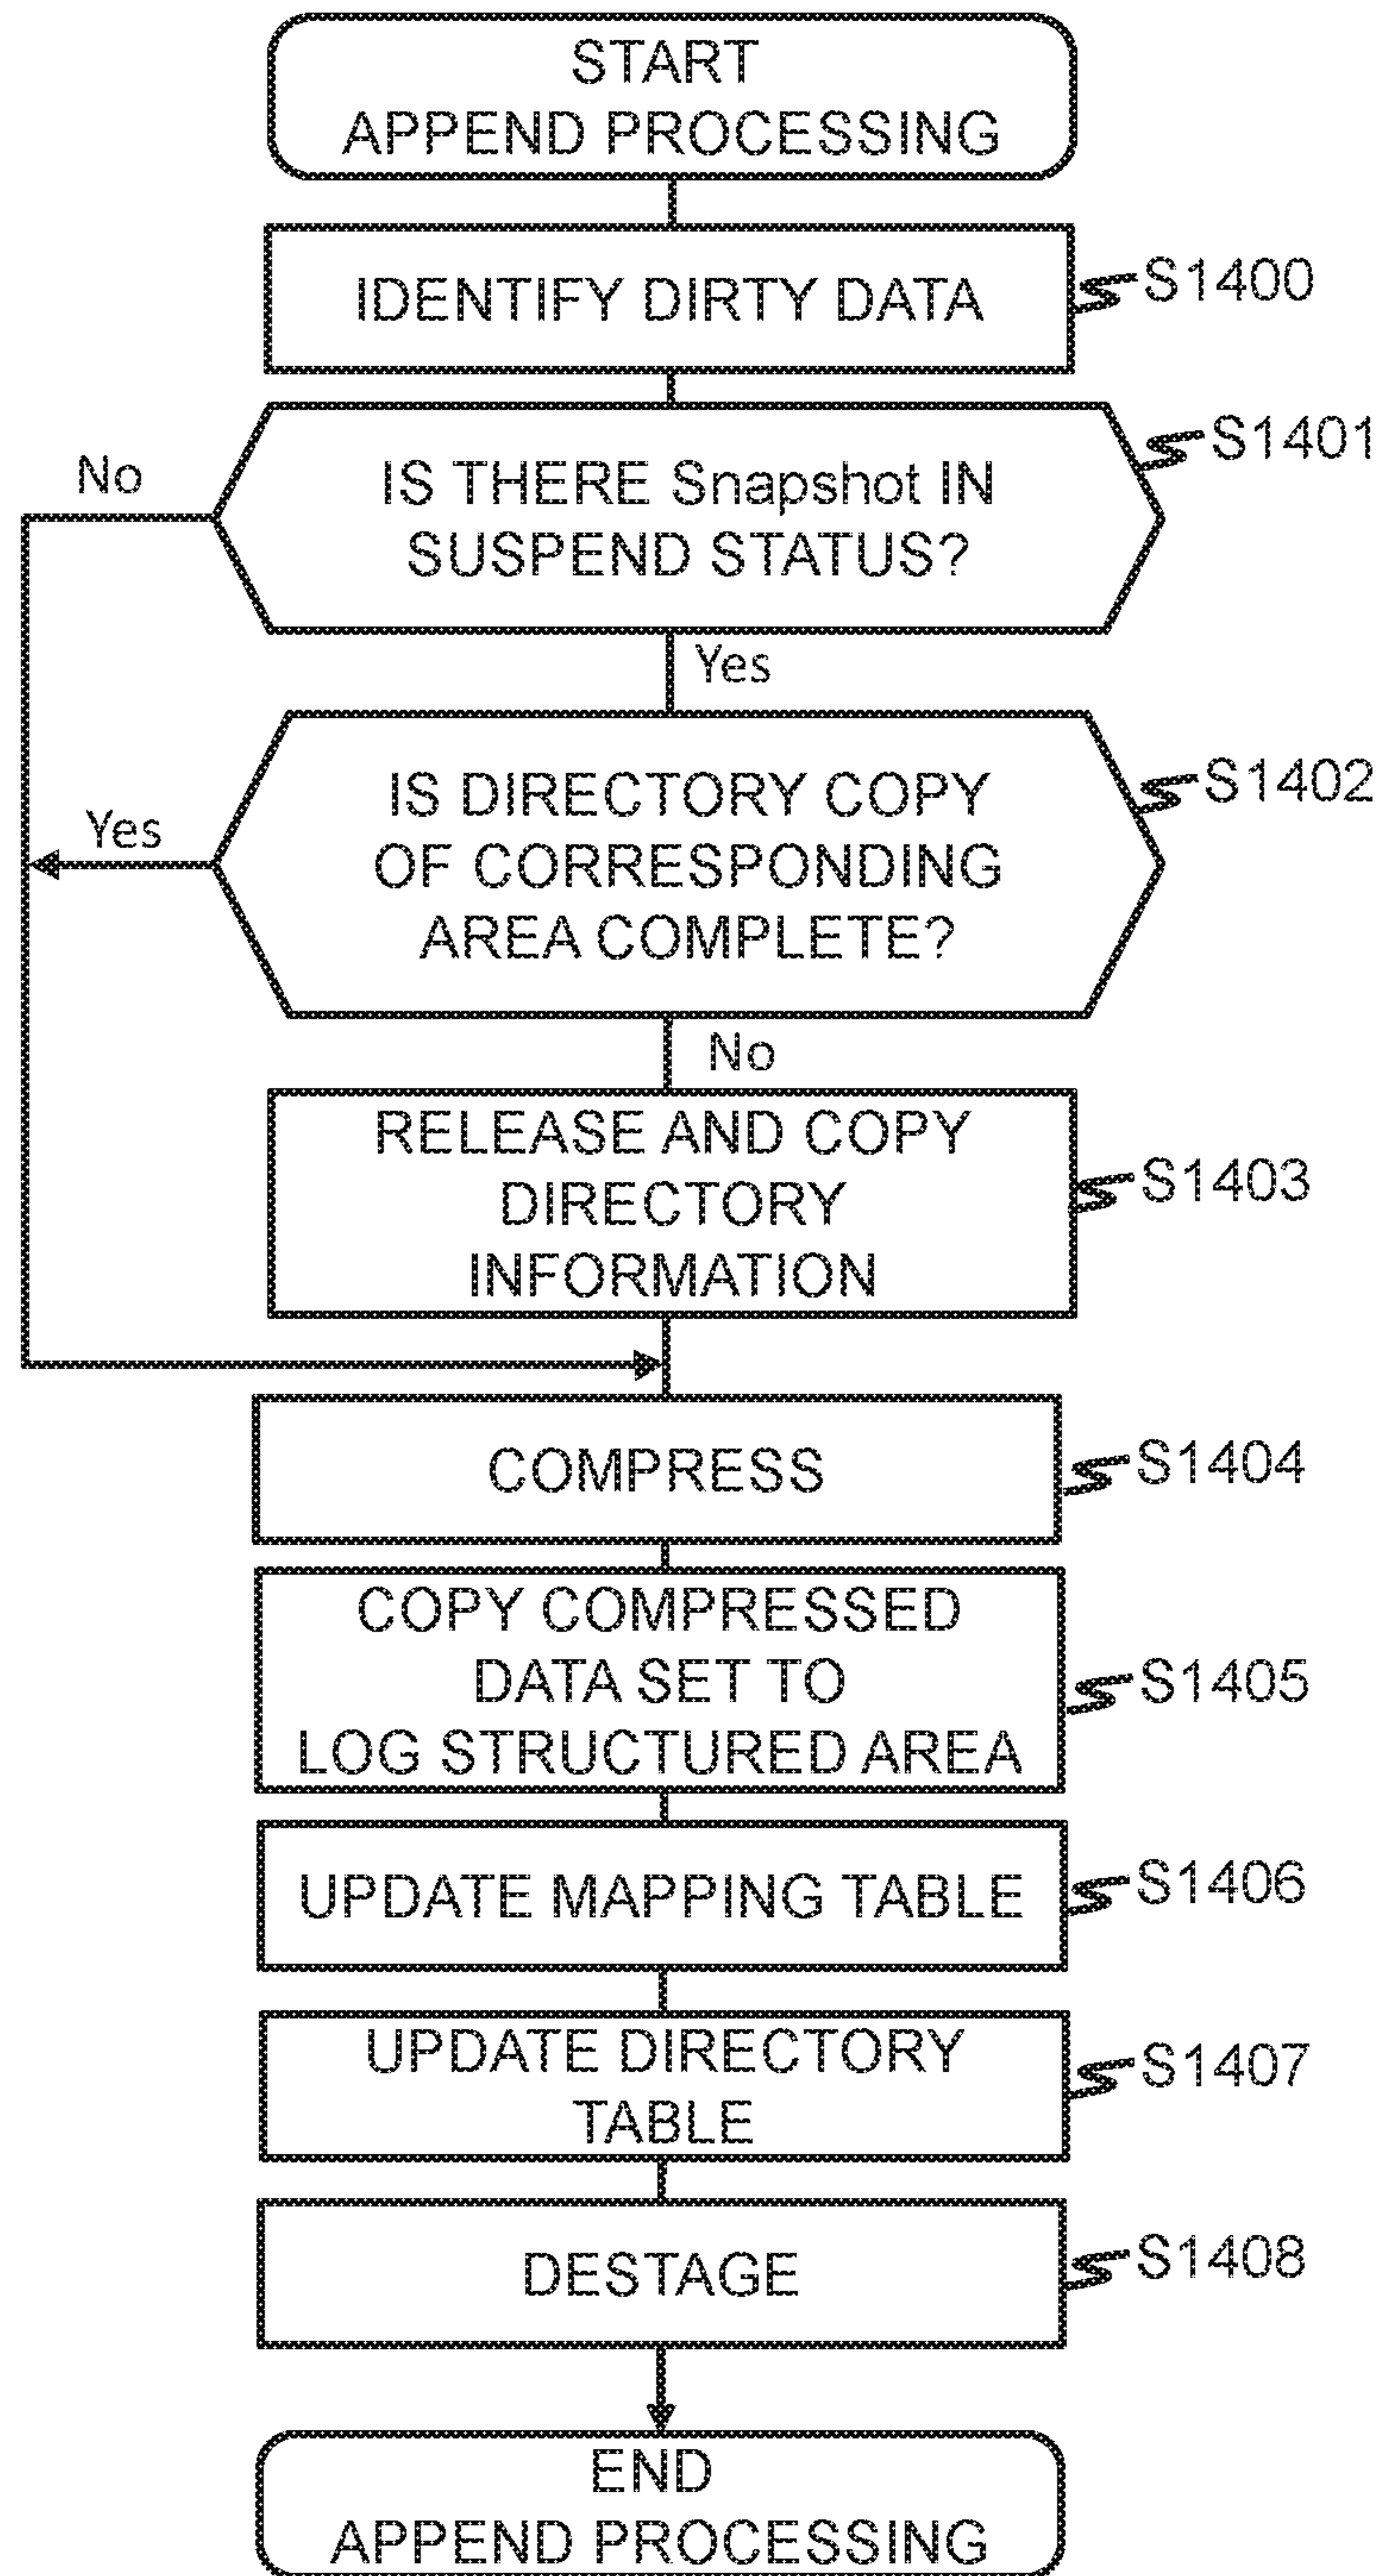 START
APPEND PROCESSING
IDENTIFY DIRTY DATA
S1400
IS THERE Snapshot IN
SUSPEND STATUS?
S1401
No
Yes
IS DIRECTORY COPY
OF CORRESPONDING
AREA COMPLETE?
S1402
Yes
No
RELEASE AND COPY
DIRECTORY
INFORMATION
S1403
COMPRESS
S1404
COPY COMPRESSED
DATA SET TO
LOG STRUCTURED AREA
S1405
UPDATE MAPPING TABLE
S1406
UPDATE DIRECTORY
TABLE
S1407
DESTAGE
S1408
END
APPEND PROCESSING